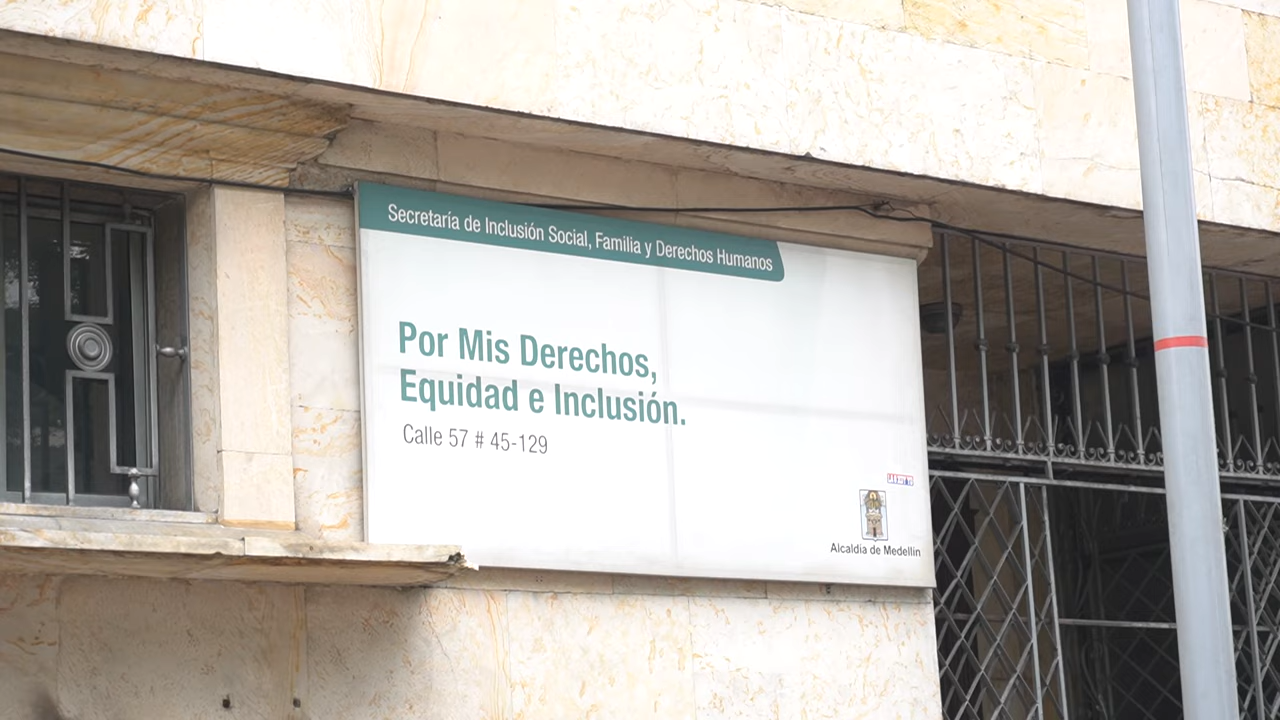 Secretaría de Inclusión Social, Familia y Derechos Humanos
Por Mis Derechos,
Equidad e Inclusión.
Calle 57 # 45-129
Alcaldía de Medellín